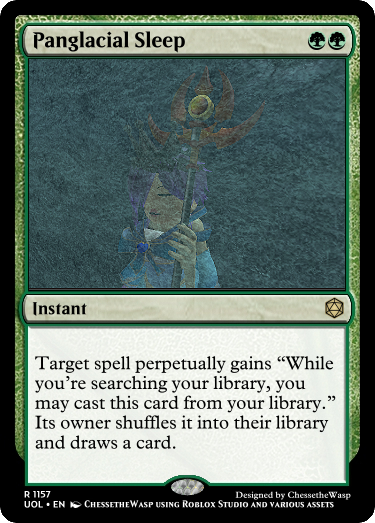 Panglacial Sleep
Instant
Target spell perpetually gains “While
you’re searching your library, you
may cast this card from your library.”
Its owner shuffles it into their library
and draws a card.
R 1157
Designed by ChessetheWasp
UOL • EN ChessetheWasp using Roblox Studio and various assets